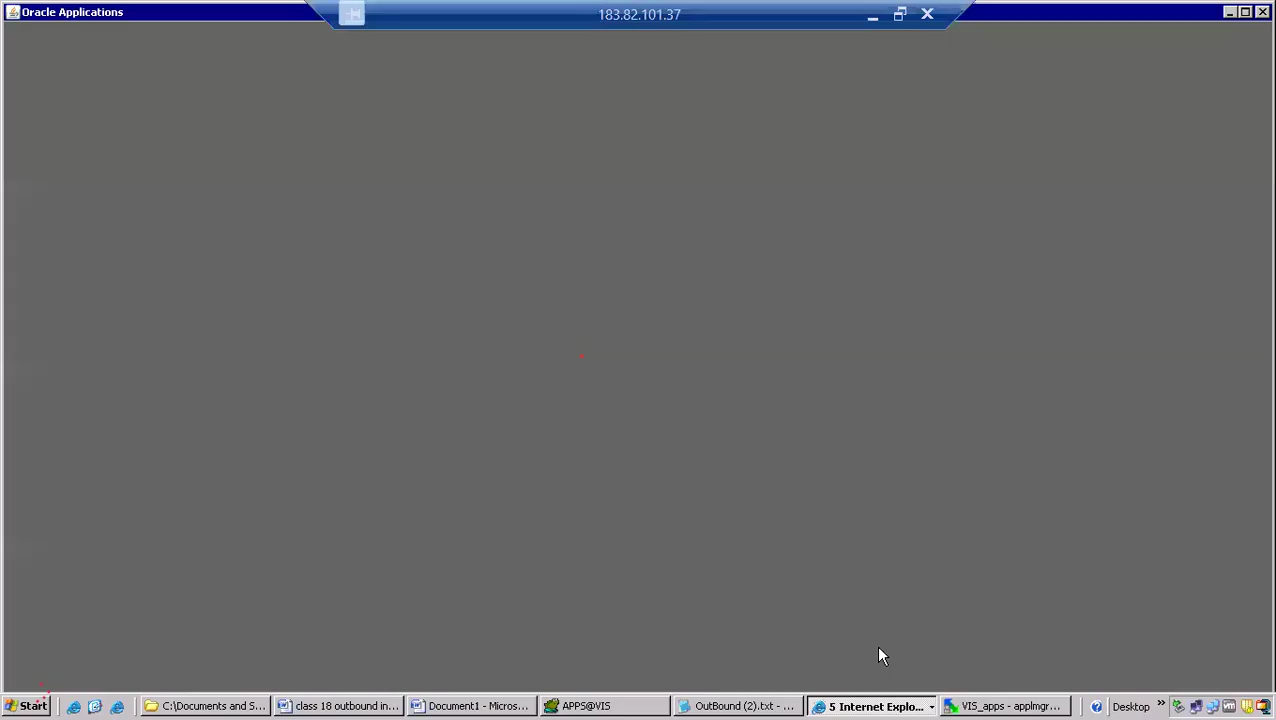 Oracle Applications
183.82.101.37
Start
C:\Documents and S...
class 18 outbound in...
Document1 - Micros...
APPS@VIS
OutBound (2).txt - ...
5 Internet Explo...
VIS_apps - applmgr...
Desktop